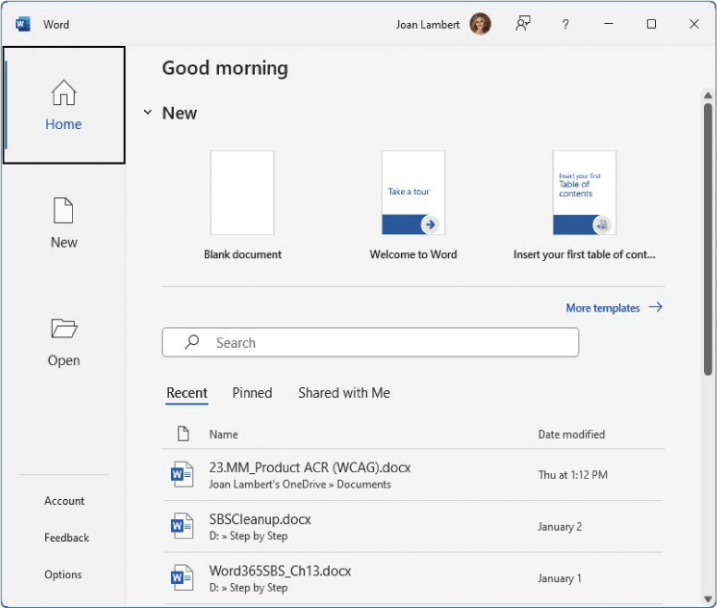 Word
Joan Lambert
?
Home
New
Open
Account
Feedback
Options
Good morning
New
Take a tour
Insert your first
Table of
contents
Blank document
Welcome to Word
Insert your first table of cont...
More templates
Search
Recent Pinned Shared with Me
Name Date modified
23.MM_Product ACR (WCAG).docx
Joan Lambert's OneDrive » Documents
Thu at 1:12 PM
SBSCleanup.docx
D: » Step by Step
January 2
Word365SBS_Ch13.docx
D: » Step by Step
January 1